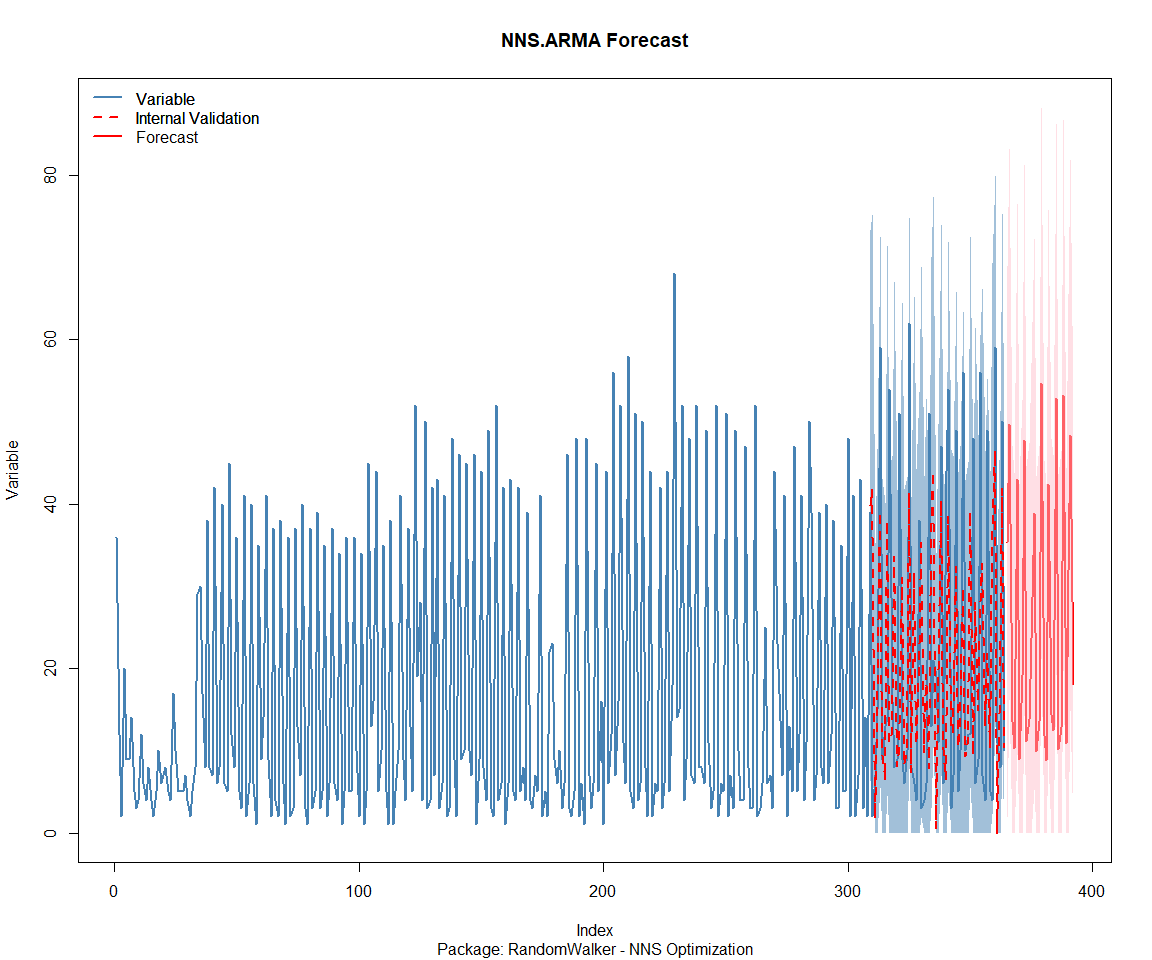 NNS.ARMA Forecast
Variable
Internal Validation
Forecast
Variable
80
60
40
20
0
0 100 200 300 400
Index
Package: RandomWalker - NNS Optimization